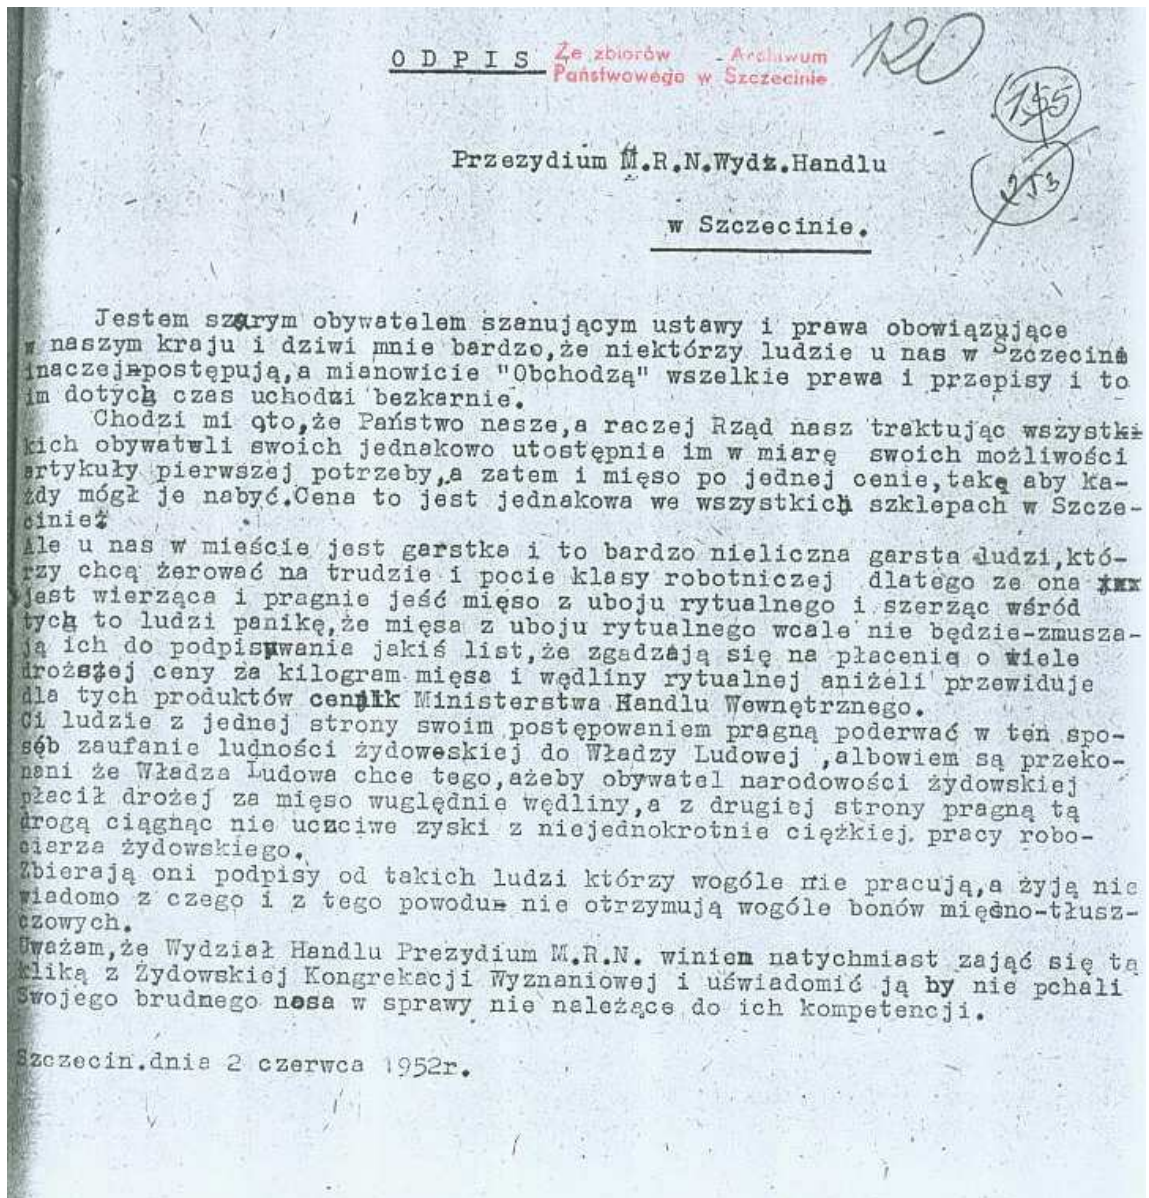 O D P I S
Ze zbiorów Archiwum
Państwowego w Szczecinie
120
155
253
Przezydium M.R.N.Wydz.Handlu
w Szczecinie.
Jestem szarym obywatelem szanującym ustawy i prawa obowiązujące
w naszym kraju i dziwi mnie bardzo,że niektórzy ludzie u nas w Szczecine
inaczej postępują,a mianowicie "Obchodzą" wszelkie prawa i przepisy i to
im dotych czas uchodzi bezkarnie.
Chodzi mi oto,że Państwo nasze,a raczej Rząd nasz traktując wszystki
kich obywatwli swoich jednakowo utostępnia im w miarę swoich możliwości
artykuły pierwszej potrzeby,a zatem i mięso po jednej cenie,takę aby ka-
żdy mógł je nabyć.Cena to jest jednakowa we wszystkich szklepach w Szcze-
cinie.
Ale u nas w mieście jest garstka i to bardzo nieliczna garsta ludzi,któ-
rzy chcą żerować na trudzie i pocie klasy robotniczej dlatego ze ona
jest wierząca i pragnie jeść mięso z uboju rytualnego i szerząc wśród
tych to ludzi panikę,że mięsa z uboju rytualnego wcale nie będzie-zmusza-
ją ich do podpisywania jakiś list,że zgadzają się na płacenie o wiele
droższej ceny za kilogram mięsa i wędliny rytualnej aniżeli przewiduje
dla tych produktów cennik Ministerstwa Handlu Wewnętrznego.
Ci ludzie z jednej strony swoim postępowaniem pragną poderwać w ten spo-
sób zaufanie ludności żydoweskiej do Władzy Ludowej ,albowiem są przeko-
nani że Władza Ludowa chce tego,ażeby obywatel narodowości żydowskiej
płacił drożej za mięso wuględnie wędliny,a z drugiej strony pragną tą
drogą ciągnąc nie uczciwe zyski z niejednokrotnie ciężkiej. pracy robo-
ciarza żydowskiego.
Zbierają oni podpisy od takich ludzi którzy wogóle nie pracują,a żyją nie
wiadomo z czego i z tego powodu nie otrzymują wogóle bonów mięsno-tłusz-
czowych.
Uważam,że Wydział Handlu Prezydium M.R.N. winien natychmiast zająć się tą
kliką z Żydowskiej Kongrekacji Wyznaniowej i uświadomić ją by nie pchali
Swojego brudnego nosa w sprawy nie należące do ich kompetencji.
Szczecin.dnia 2 czerwca 1952r.